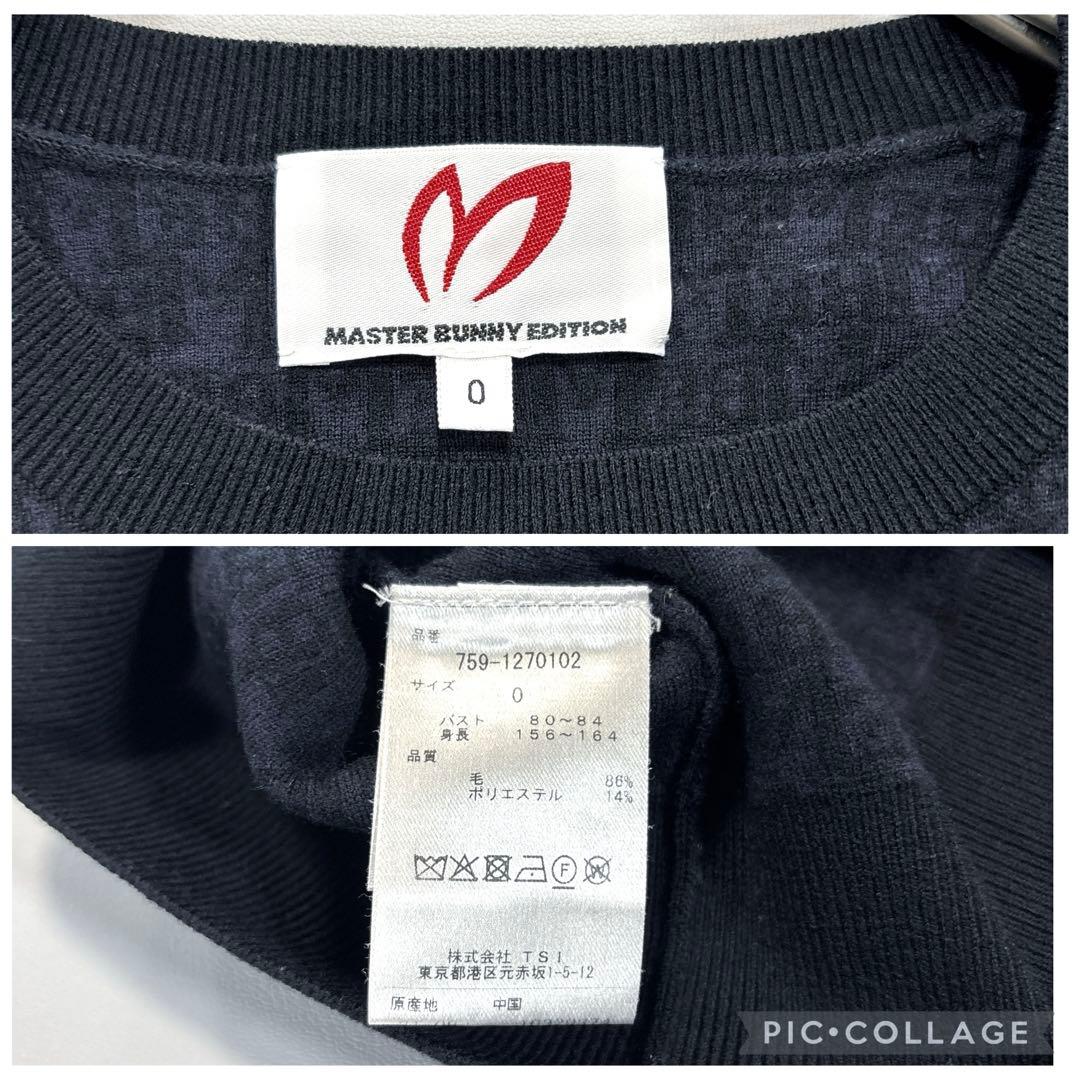 MASTER BUNNY EDITION
0
品番
759-1270102
サイズ
0
バスト 80～84
身長 156～164
品質
毛 86%
ポリエステル 14%
F
W
株式会社 TSI
東京都港区元赤坂1-5-12
原産地 中国
PIC•COLLAGE